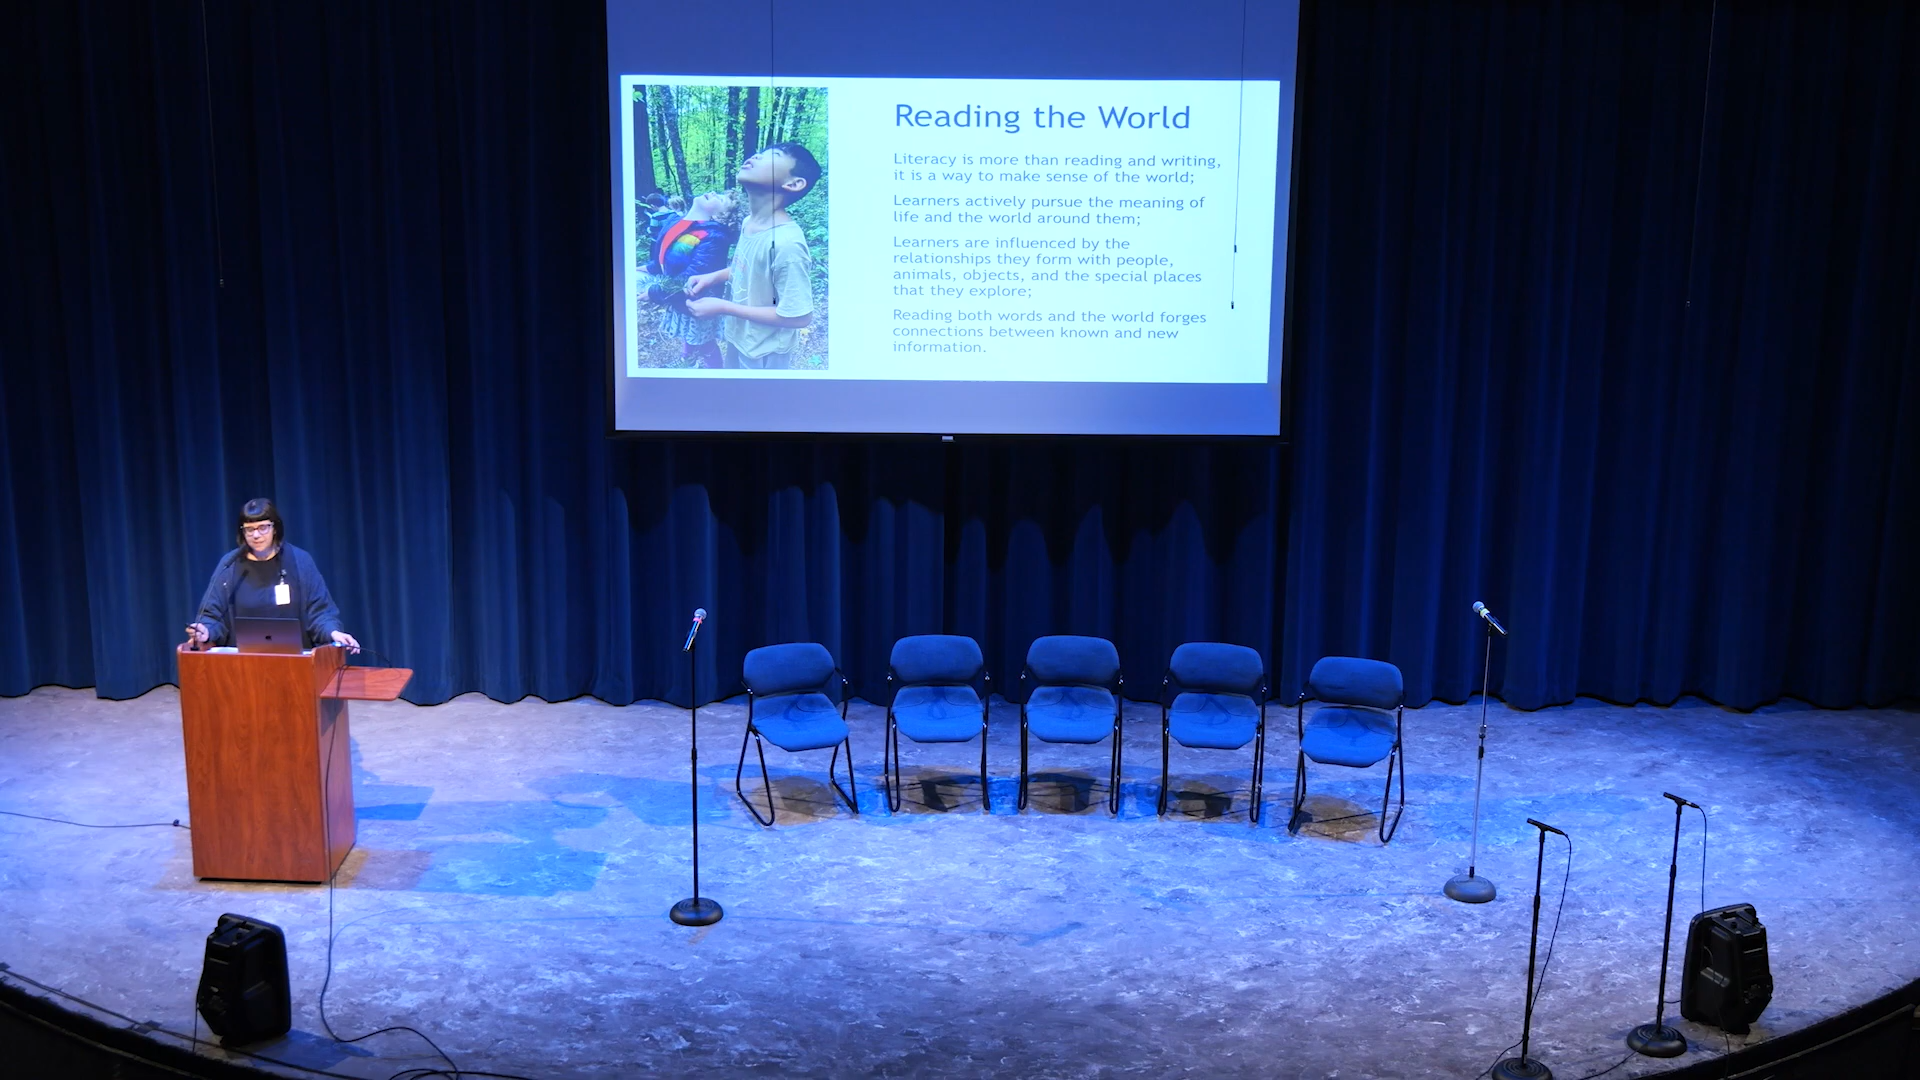 Reading the World
Literacy is more than reading and writing,
it is a way to make sense of the world;
Learners actively pursue the meaning of
life and the world around them;
Learners are influenced by the
relationships they form with people,
animals, objects, and the special places
that they explore;
Reading both words and the world forges
connections between known and new
information.